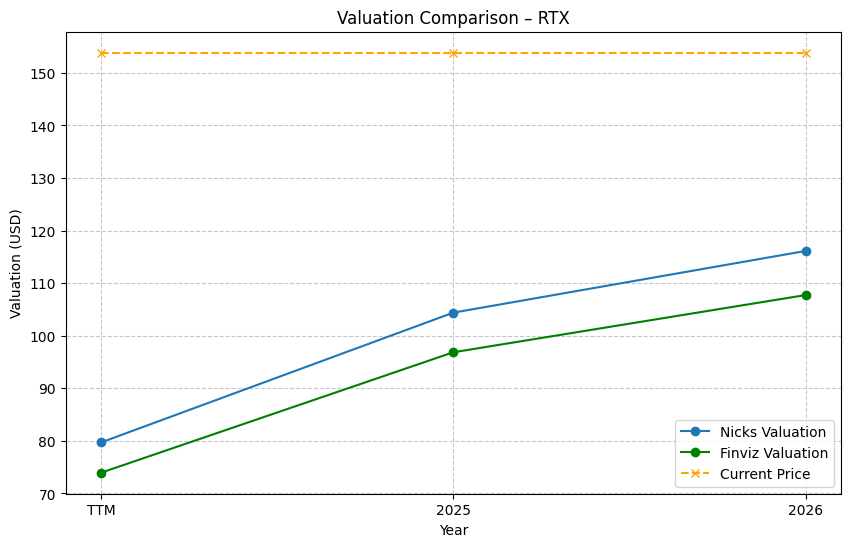 Valuation Comparison – RTX
Valuation (USD)
150
140
130
120
110
100
90
80
70
TTM
2025
2026
Year
Nicks Valuation
Finviz Valuation
Current Price